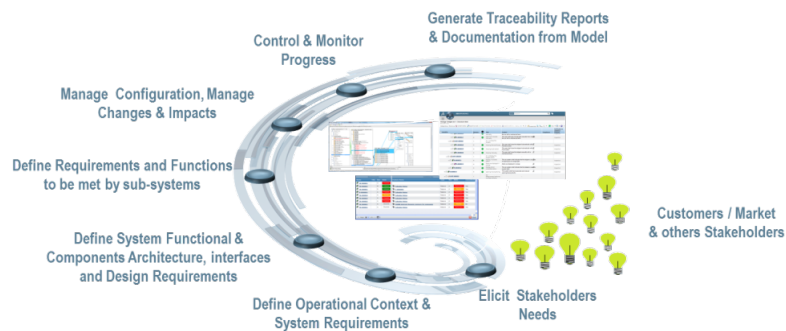 Generate Traceability Reports
& Documentation from Model
Control & Monitor
Progress
Manage Configuration, Manage
Changes & Impacts
Define Requirements and Functions
to be met by sub-systems
Customers / Market
& others Stakeholders
Define System Functional &
Components Architecture, interfaces
and Design Requirements
Elicit Stakeholders
Needs
Define Operational Context &
System Requirements